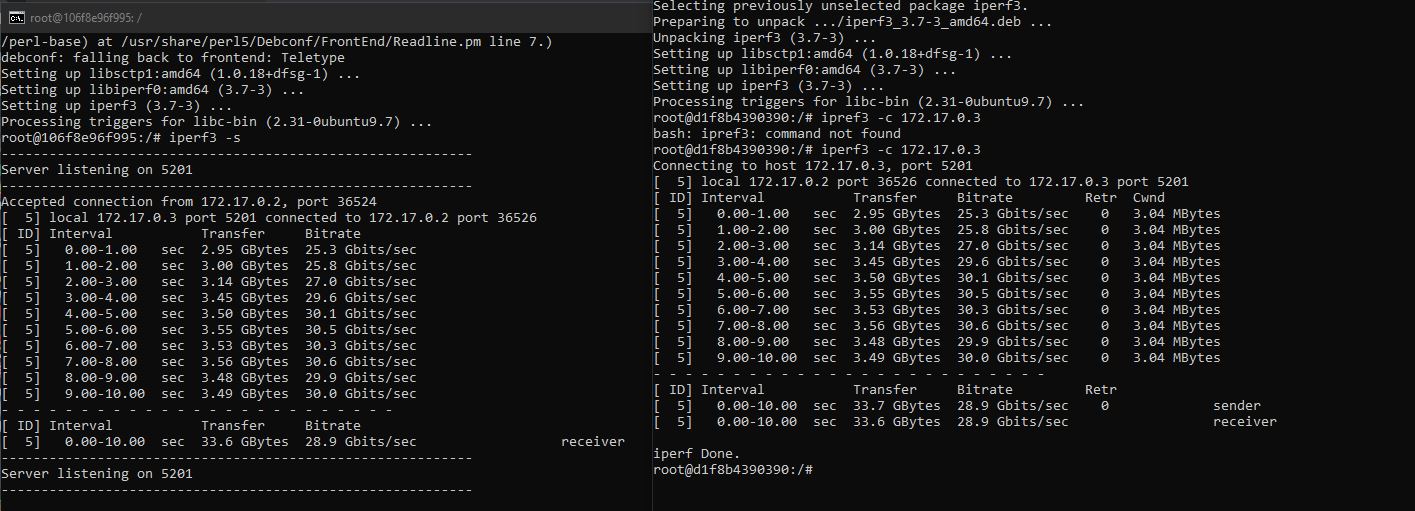 root@106f8e96f995: /
/perl-base) at /usr/share/perl5/Debconf/FrontEnd/Readline.pm line 7.)
debconf: falling back to frontend: Teletype
Setting up libsctp1:amd64 (1.0.18+dfsg-1) ...
Setting up libiperf0:amd64 (3.7-3) ...
Setting up iperf3 (3.7-3) ...
Processing triggers for libc-bin (2.31-0ubuntu9.7) ...
root@106f8e96f995:/# iperf3 -s
-----------------------------------------------------------
Server listening on 5201
-----------------------------------------------------------
Accepted connection from 172.17.0.2, port 36524
[  5] local 172.17.0.3 port 5201 connected to 172.17.0.2 port 36526
[ ID] Interval           Transfer     Bitrate
[  5]   0.00-1.00   sec  2.95 GBytes  25.3 Gbits/sec
[  5]   1.00-2.00   sec  3.00 GBytes  25.8 Gbits/sec
[  5]   2.00-3.00   sec  3.14 GBytes  27.0 Gbits/sec
[  5]   3.00-4.00   sec  3.45 GBytes  29.6 Gbits/sec
[  5]   4.00-5.00   sec  3.50 GBytes  30.1 Gbits/sec
[  5]   5.00-6.00   sec  3.55 GBytes  30.5 Gbits/sec
[  5]   6.00-7.00   sec  3.53 GBytes  30.3 Gbits/sec
[  5]   7.00-8.00   sec  3.56 GBytes  30.6 Gbits/sec
[  5]   8.00-9.00   sec  3.48 GBytes  29.9 Gbits/sec
[  5]   9.00-10.00  sec  3.49 GBytes  30.0 Gbits/sec
- - - - - - - - - - - - - - - - - - - - - - - - -
[ ID] Interval           Transfer     Bitrate
[  5]   0.00-10.00  sec  33.6 GBytes  28.9 Gbits/sec                  receiver
-----------------------------------------------------------
Server listening on 5201
-----------------------------------------------------------
Selecting previously unselected package iperf3.
Preparing to unpack .../iperf3_3.7-3_amd64.deb ...
Unpacking iperf3 (3.7-3) ...
Setting up libsctp1:amd64 (1.0.18+dfsg-1) ...
Setting up libiperf0:amd64 (3.7-3) ...
Setting up iperf3 (3.7-3) ...
Processing triggers for libc-bin (2.31-0ubuntu9.7) ...
root@d1f8b4390390:/# ipref3 -c 172.17.0.3
bash: ipref3: command not found
root@d1f8b4390390:/# iperf3 -c 172.17.0.3
Connecting to host 172.17.0.3, port 5201
[  5] local 172.17.0.2 port 36526 connected to 172.17.0.3 port 5201
[ ID] Interval           Transfer     Bitrate         Retr  Cwnd
[  5]   0.00-1.00   sec  2.95 GBytes  25.3 Gbits/sec    0   3.04 MBytes
[  5]   1.00-2.00   sec  3.00 GBytes  25.8 Gbits/sec    0   3.04 MBytes
[  5]   2.00-3.00   sec  3.14 GBytes  27.0 Gbits/sec    0   3.04 MBytes
[  5]   3.00-4.00   sec  3.45 GBytes  29.6 Gbits/sec    0   3.04 MBytes
[  5]   4.00-5.00   sec  3.50 GBytes  30.1 Gbits/sec    0   3.04 MBytes
[  5]   5.00-6.00   sec  3.55 GBytes  30.5 Gbits/sec    0   3.04 MBytes
[  5]   6.00-7.00   sec  3.53 GBytes  30.3 Gbits/sec    0   3.04 MBytes
[  5]   7.00-8.00   sec  3.56 GBytes  30.6 Gbits/sec    0   3.04 MBytes
[  5]   8.00-9.00   sec  3.48 GBytes  29.9 Gbits/sec    0   3.04 MBytes
[  5]   9.00-10.00  sec  3.49 GBytes  30.0 Gbits/sec    0   3.04 MBytes
- - - - - - - - - - - - - - - - - - - - - - - - -
[ ID] Interval           Transfer     Bitrate         Retr
[  5]   0.00-10.00  sec  33.7 GBytes  28.9 Gbits/sec    0             sender
[  5]   0.00-10.00  sec  33.6 GBytes  28.9 Gbits/sec                  receiver
iperf Done.
root@d1f8b4390390:/#